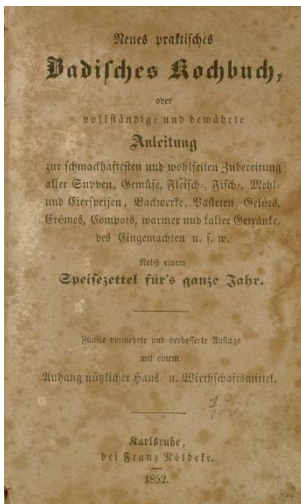 Neues praktisches
Badisches Kochbuch,
oder
vollständige und bewährte
Anleitung
zur schmackhaftesten und wohlfeilen Zubereitung
aller Suppen, Gemüse, Fleisch-, Fisch-, Mehl-
und Eierspeisen, Backwerke, Pasteten, Gelées,
Crémes, Compots, warmer und kalter Getränke,
des Eingemachten u. s. w.
Nebst einem
Speisezettel für's ganze Jahr.
Fünfte vermehrte und verbesserte Auflage
mit einem
Anhang nützlicher Haus- u. Wirthschaftsmittel.
Karlsruhe,
bei Franz Nöldeke.
1852.